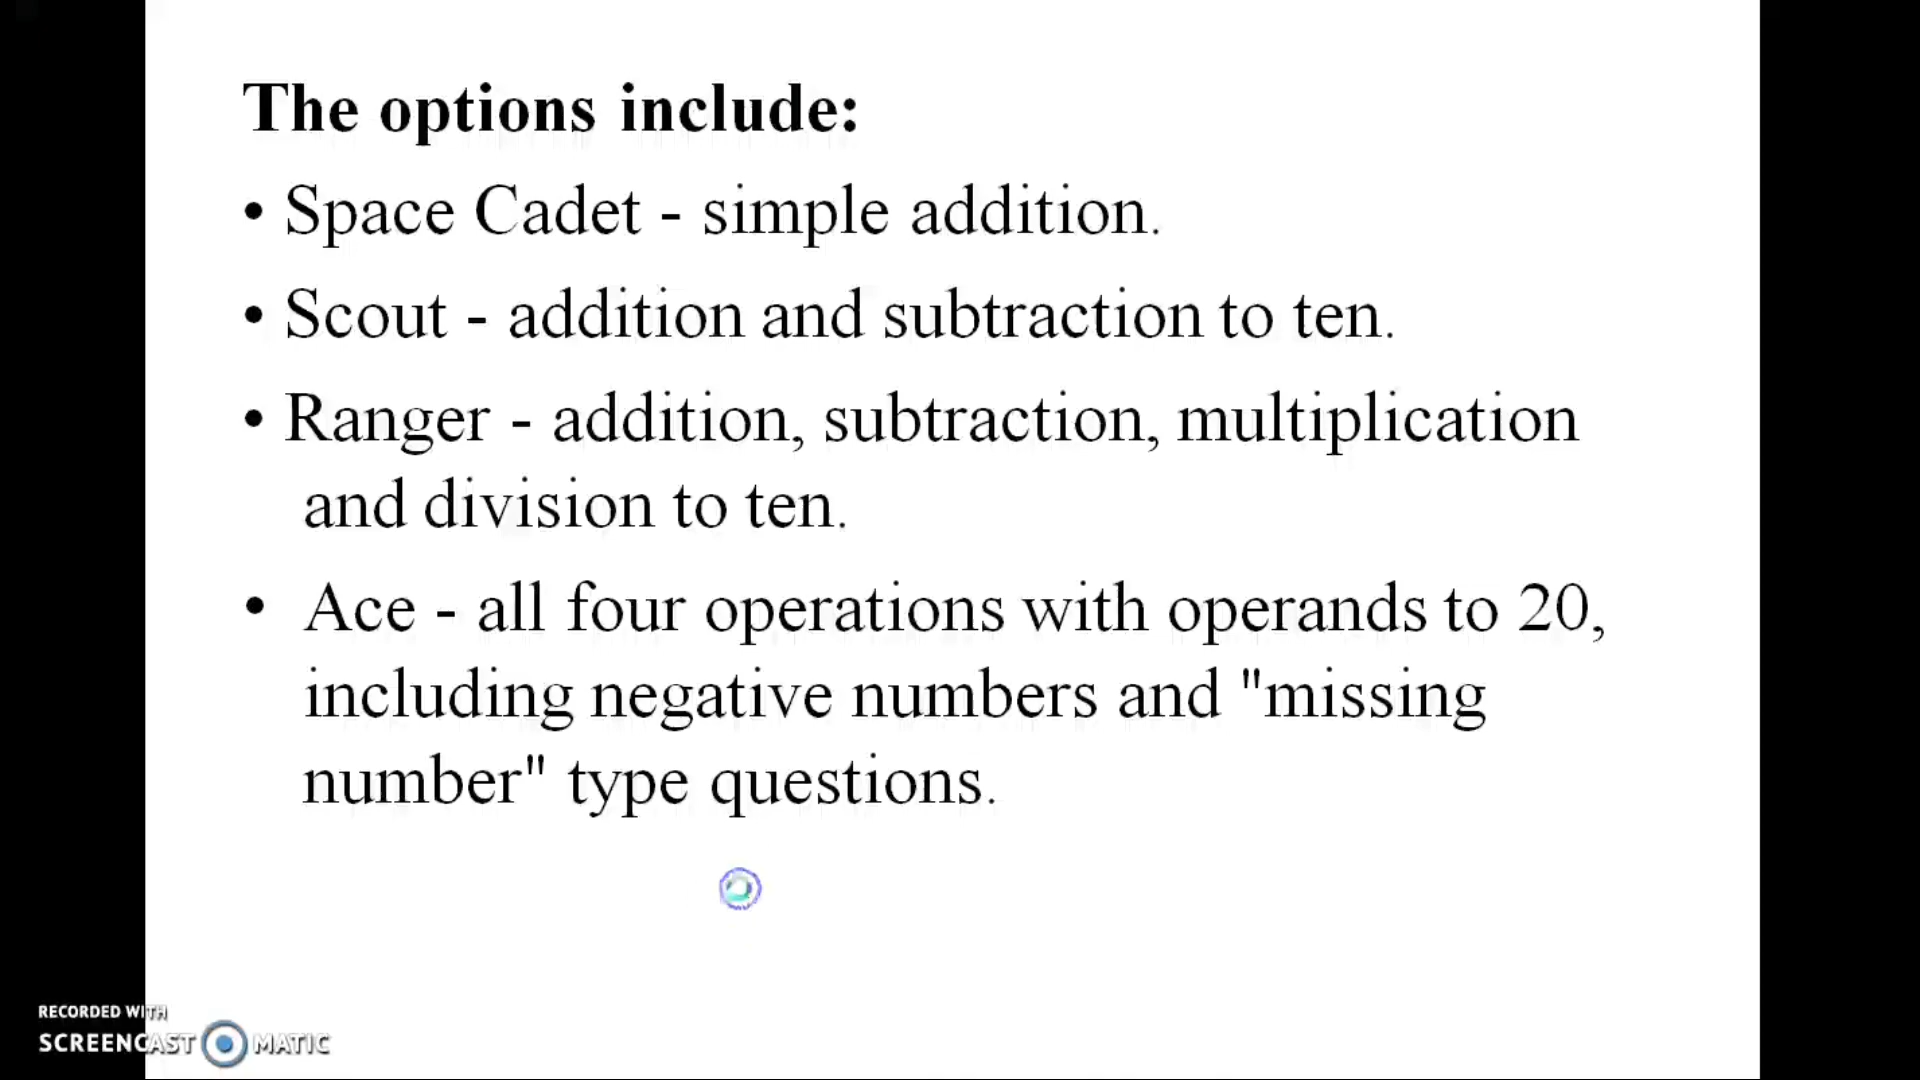 The options include:
• Space Cadet - simple addition.
• Scout - addition and subtraction to ten.
• Ranger - addition, subtraction, multiplication
and division to ten.
• Ace - all four operations with operands to 20,
including negative numbers and "missing
number" type questions.
RECORDED WITH
SCREENCAST MATIC